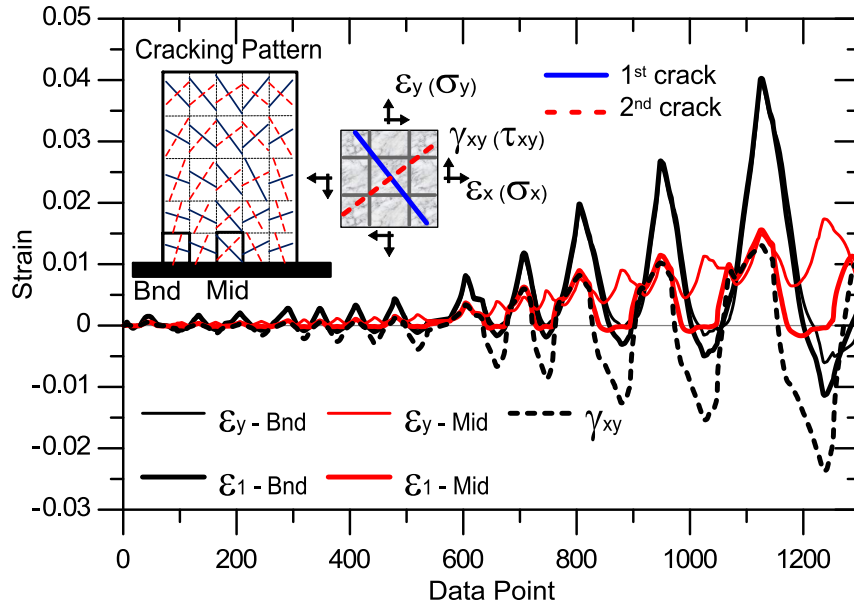 0.05
0.04
0.03
0.02
0.01
0
-0.01
-0.02
-0.03
Strain
Cracking Pattern
Bnd Mid
εy (σy)
γxy (τxy)
εx (σx)
1st crack
2nd crack
εy - Bnd εy - Mid γxy
ε1 - Bnd ε1 - Mid
0 200 400 600 800 1000 1200
Data Point